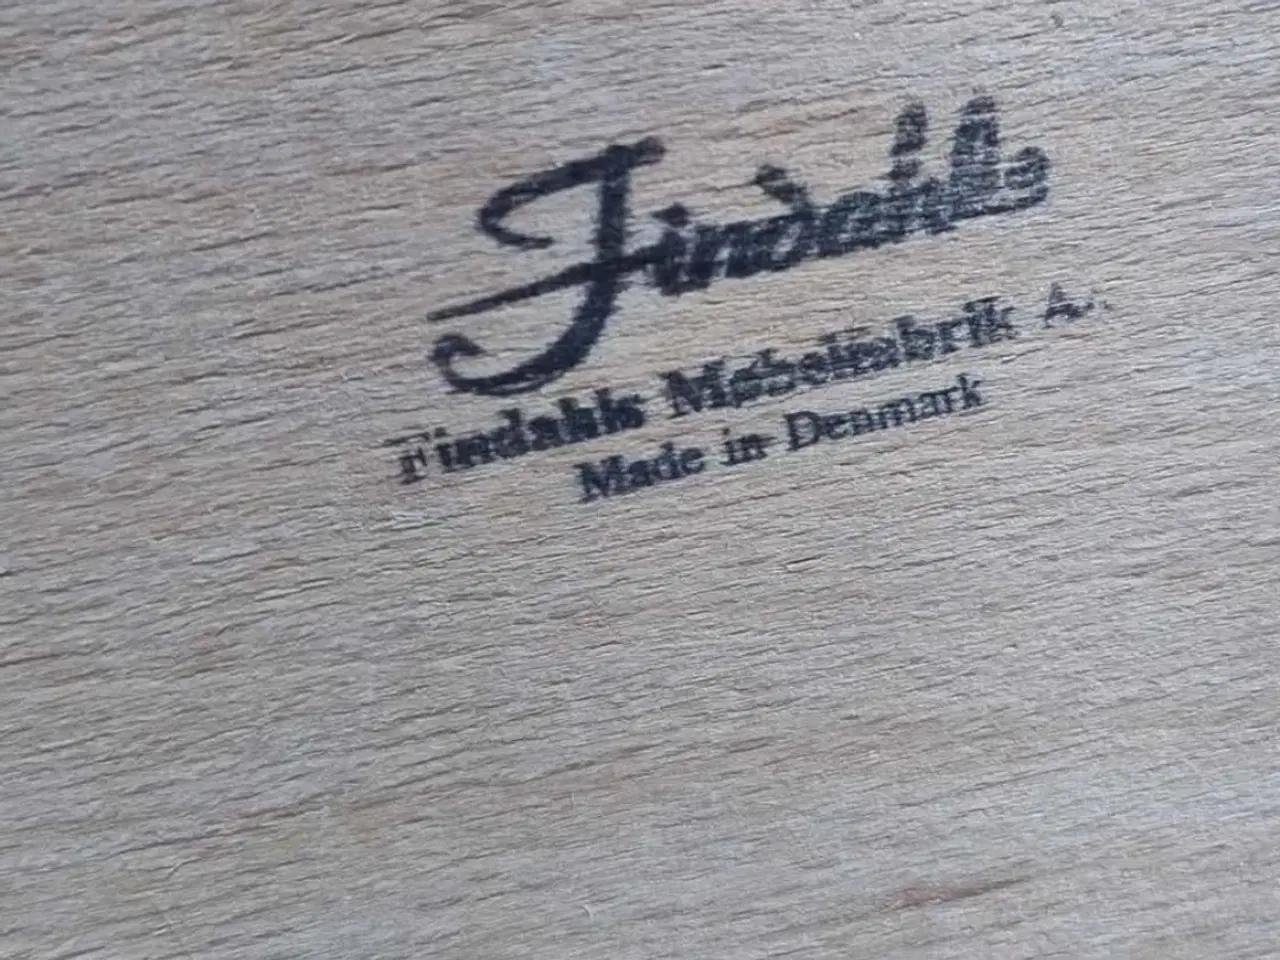 Findahls
Findahls Møbelfabrik A
Made in Denmark